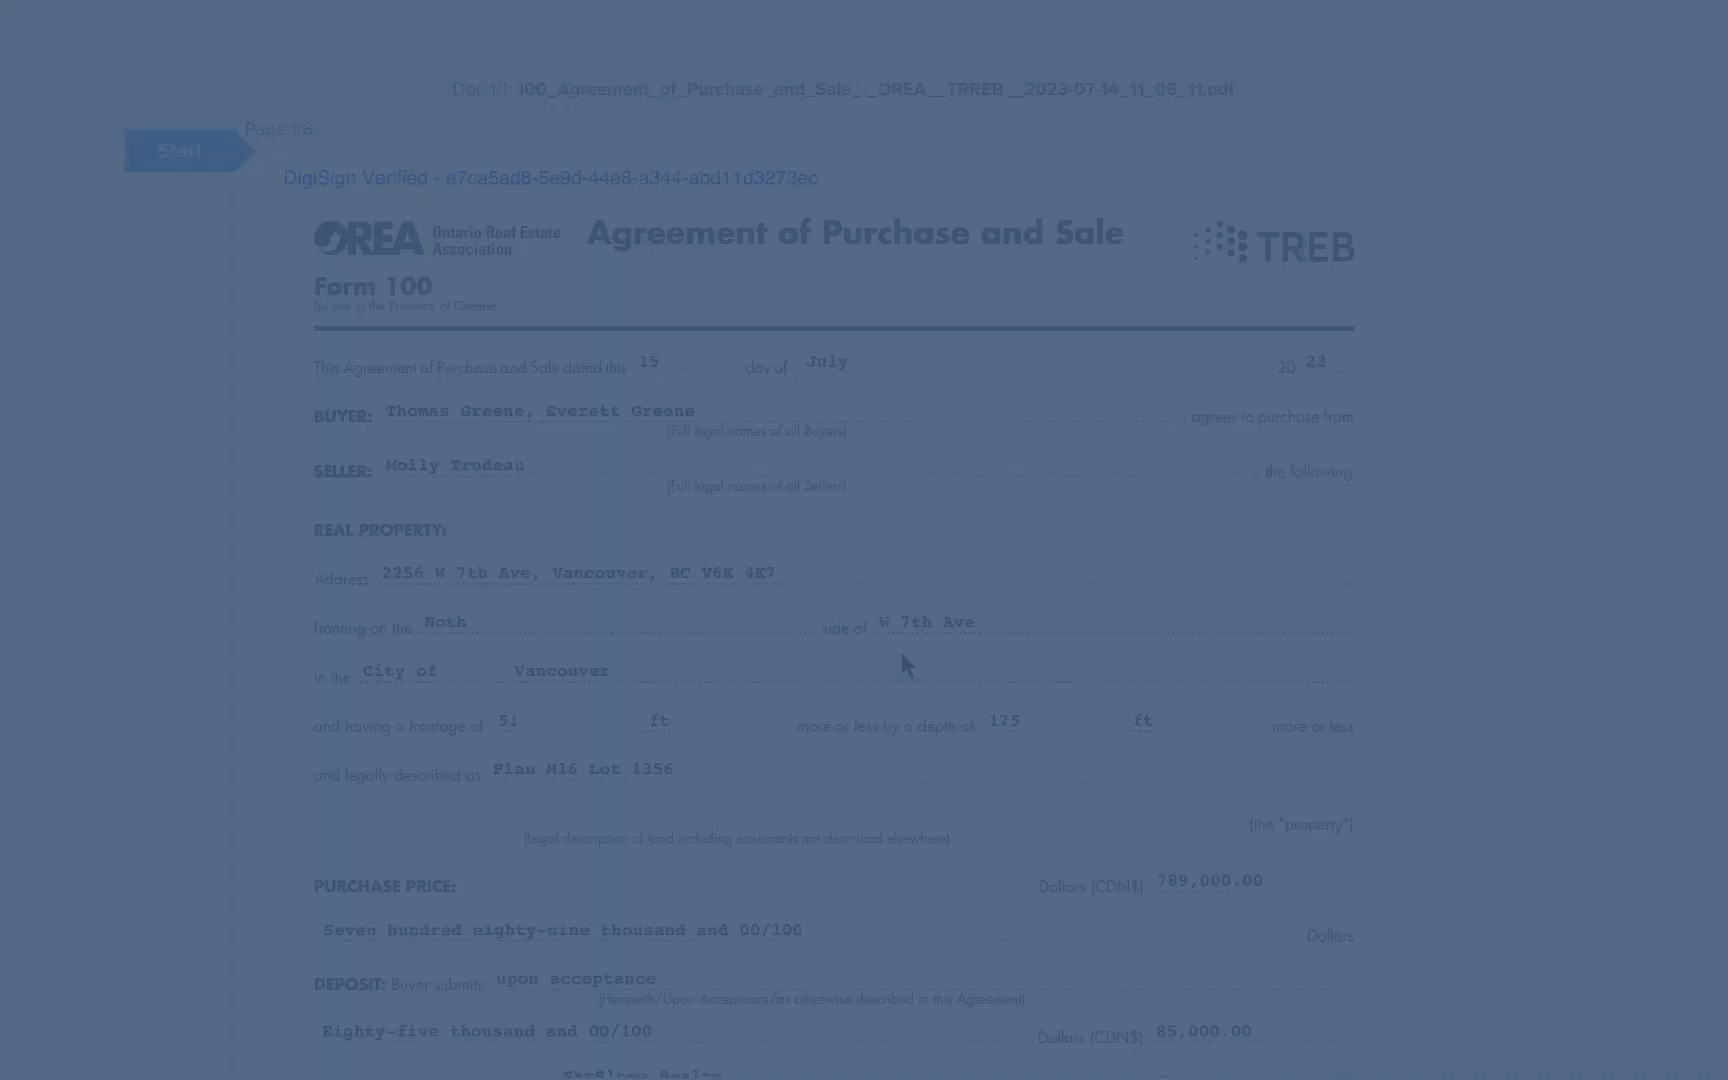 Doc 1/1: 100_Agreement_of_Purchase_and_Sale_-_OREA__TRREB__2023-07-14_11_06_11.pdf
Page 1/6
Start
DigiSign Verified - e7ca5ad8-5e9d-44e8-a344-abd11d3273ec
OREA Ontario Real Estate Association Agreement of Purchase and Sale TREB
Form 100
for use in the Province of Ontario
This Agreement of Purchase and Sale dated this 15 day of July 20 23
BUYER: Thomas Greene, Everett Greene agrees to purchase from
(Full legal names of all Buyers)
SELLER: Molly Trudeau, the following
(Full legal names of all Sellers)
REAL PROPERTY:
Address 2256 W 7th Ave, Vancouver, BC V6K 4K7
fronting on the Noth side of W 7th Ave
in the City of Vancouver
and having a frontage of 51 ft more or less by a depth of 175 ft more or less
and legally described as Plan M16 Lot 1356
(the "property")
(Legal description of land including easements not described elsewhere)
PURCHASE PRICE: Dollars (CDN$) 789,000.00
Seven hundred eighty-nine thousand and 00/100 Dollars
DEPOSIT: Buyer submits upon acceptance
(Herewith/Upon Acceptance/as otherwise described in this Agreement)
Eighty-five thousand and 00/100 Dollars (CDN$) 85,000.00